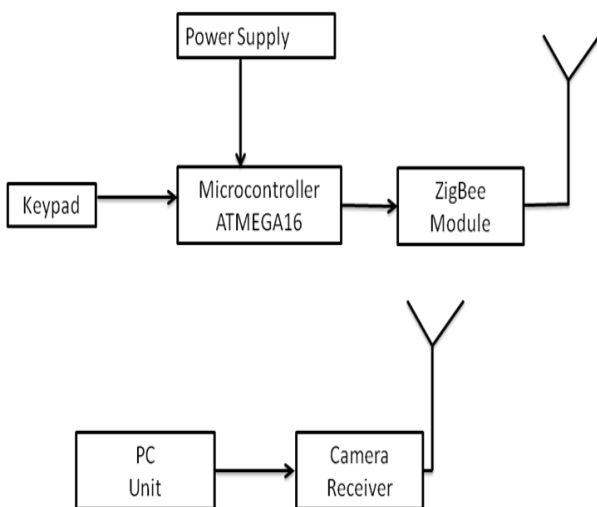 Power Supply
Keypad
Microcontroller
ATMEGA16
ZigBee
Module
PC
Unit
Camera
Receiver